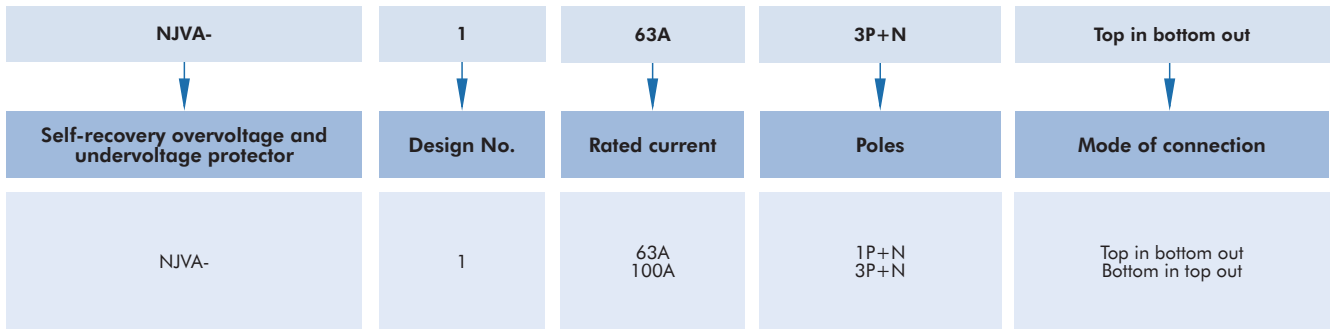 NJVA-
1
63A
3P+N
Top in bottom out
Self-recovery overvoltage and
undervoltage protector
Design No.
Rated current
Poles
Mode of connection
NJVA-
1
63A
100A
1P+N
3P+N
Top in bottom out
Bottom in top out